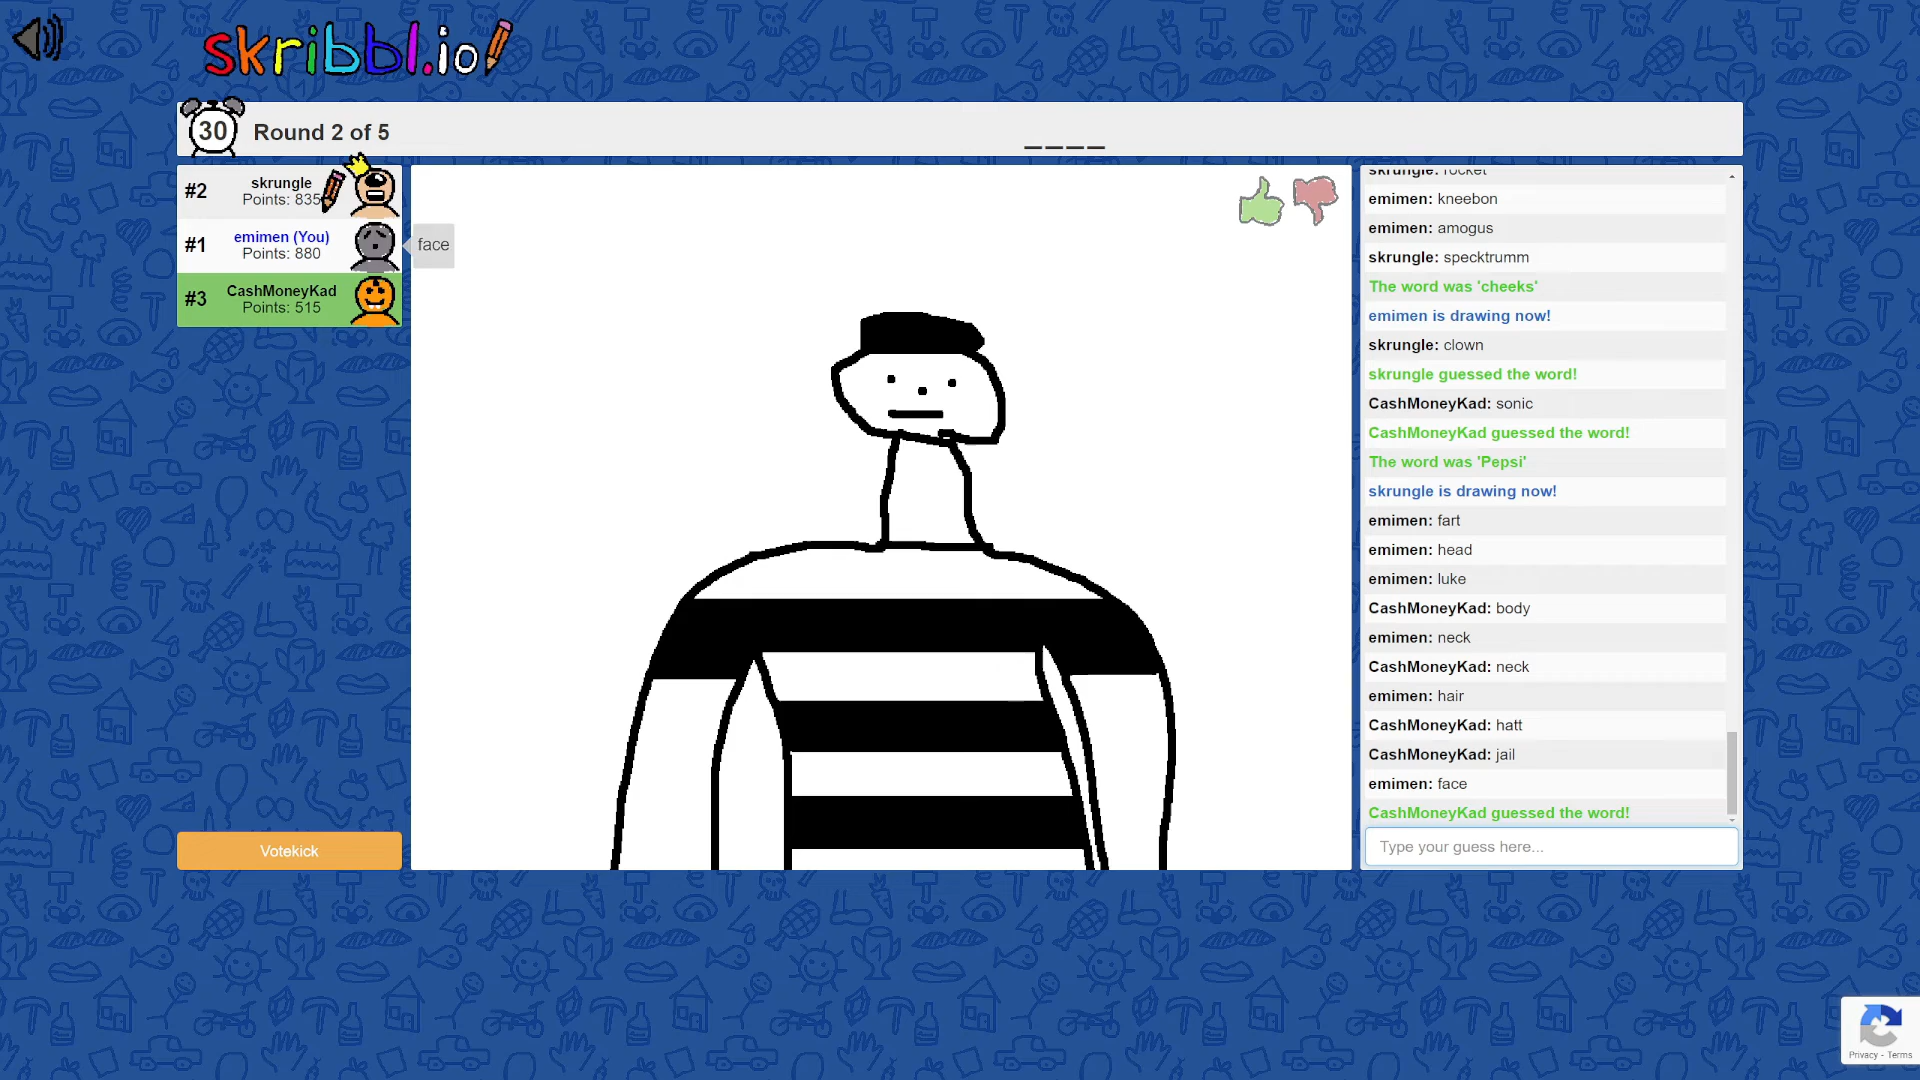 skribbl.io
30
Round 2 of 5
_ _ _ _
#2
skrungle
Points: 835
#1
emimen (You)
Points: 880
face
#3
CashMoneyKad
Points: 515
Votekick
skrungle: rocket
emimen: kneebon
emimen: amogus
skrungle: specktrumm
The word was 'cheeks'
emimen is drawing now!
skrungle: clown
skrungle guessed the word!
CashMoneyKad: sonic
CashMoneyKad guessed the word!
The word was 'Pepsi'
skrungle is drawing now!
emimen: fart
emimen: head
emimen: luke
CashMoneyKad: body
emimen: neck
CashMoneyKad: neck
emimen: hair
CashMoneyKad: hatt
CashMoneyKad: jail
emimen: face
CashMoneyKad guessed the word!
Type your guess here...
Privacy - Terms